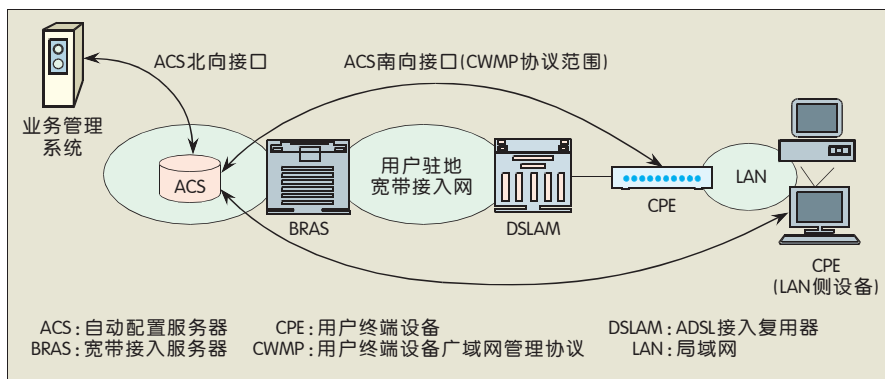 ACS北向接口
ACS南向接口(CWMP协议范围)
业务管理
系统
ACS
BRAS
用户驻地
宽带接入网
DSLAM
CPE
LAN
CPE
(LAN侧设备)
ACS:自动配置服务器
CPE:用户终端设备
DSLAM:ADSL接入复用器
BRAS:宽带接入服务器
CWMP:用户终端设备广域网管理协议
LAN:局域网